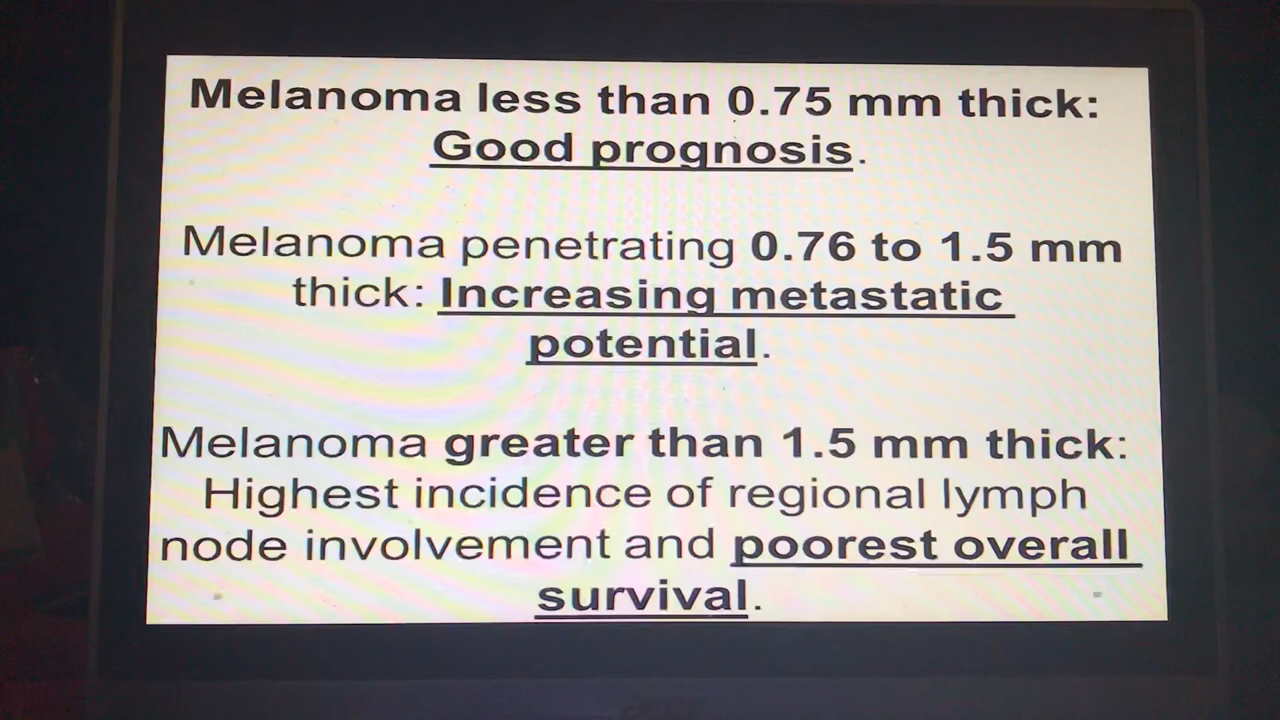 Melanoma less than 0.75 mm thick:
Good prognosis.
Melanoma penetrating 0.76 to 1.5 mm
thick: Increasing metastatic
potential.
Melanoma greater than 1.5 mm thick:
Highest incidence of regional lymph
node involvement and poorest overall
survival.